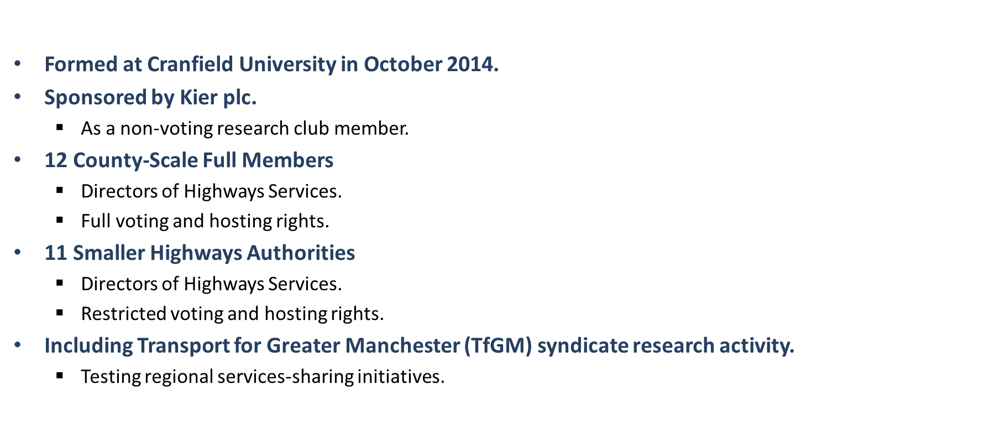 • Formed at Cranfield University in October 2014.
• Sponsored by Kier plc.
▪ As a non-voting research club member.
• 12 County-Scale Full Members
▪ Directors of Highways Services.
▪ Full voting and hosting rights.
• 11 Smaller Highways Authorities
▪ Directors of Highways Services.
▪ Restricted voting and hosting rights.
• Including Transport for Greater Manchester (TfGM) syndicate research activity.
▪ Testing regional services-sharing initiatives.